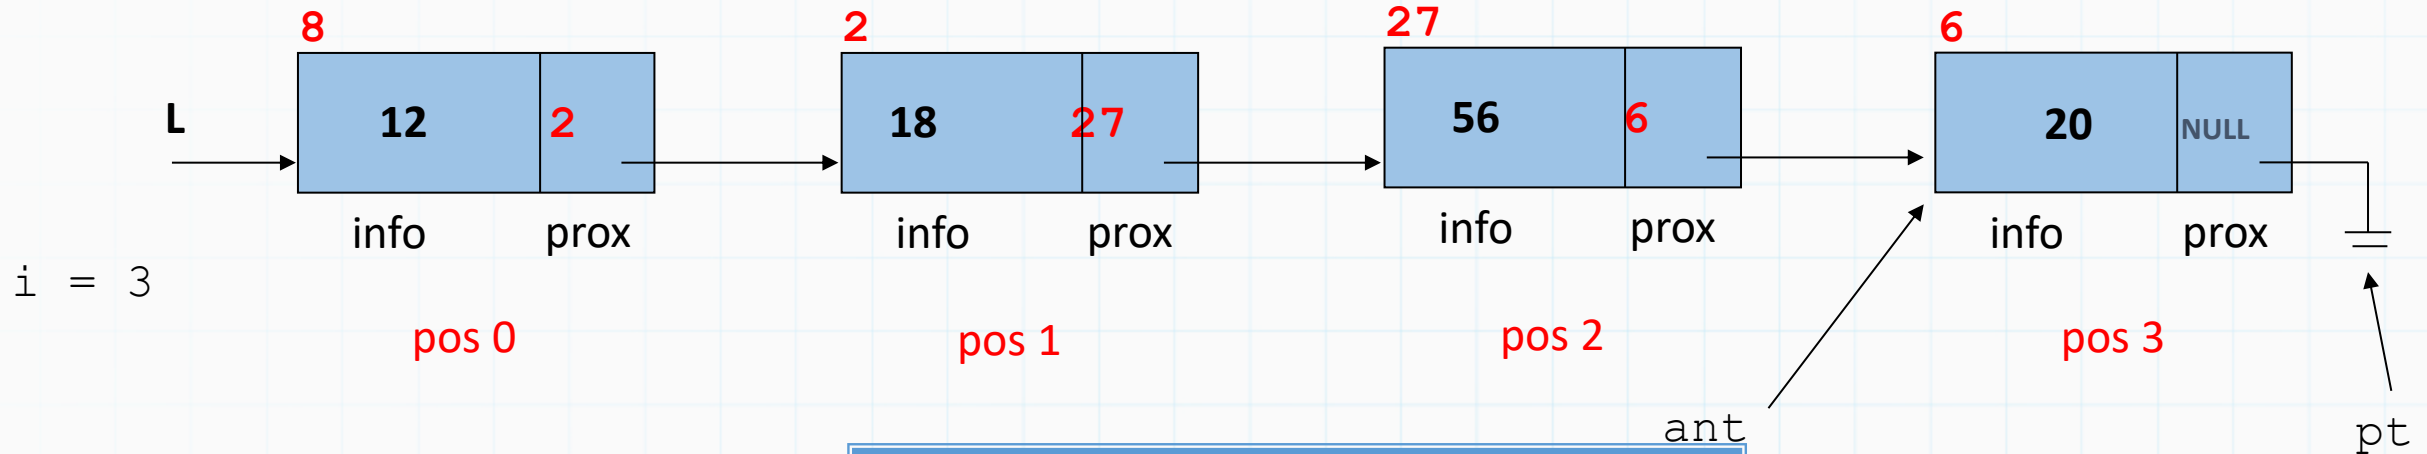 8 2 27 6
L 12 2 18 27 56 6 20 NULL
info prox info prox info prox info prox
i = 3
pos 0 pos 1 pos 2 pos 3
ant pt